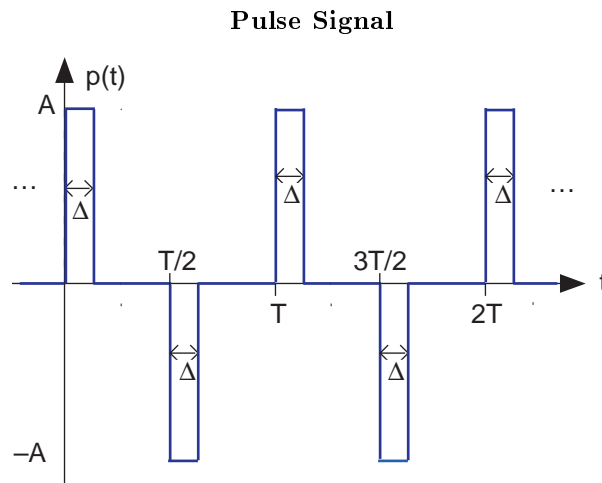 Pulse Signal
p(t)
A
... Δ Δ Δ ...
T/2 3T/2
t
T 2T
Δ Δ
–A